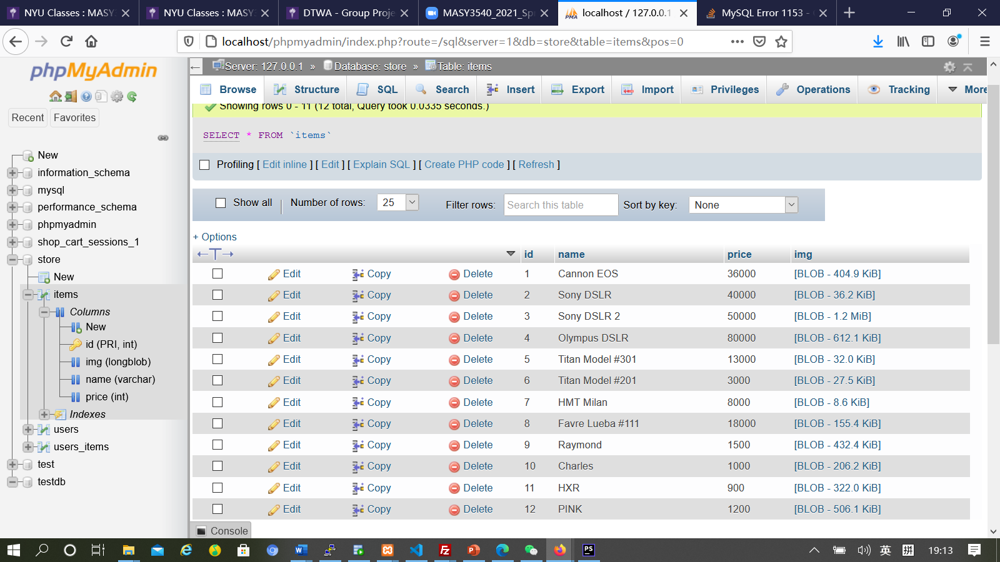 NYU Classes : MASY
NYU Classes : MASY
DTWA - Group Proje
MASY3540_2021_Sp
localhost / 127.0.0.1
MySQL Error 1153 -
localhost/phpmyadmin/index.php?route=/sql&server=1&db=store&table=items&pos=0
phpMyAdmin
Recent
Favorites
New
information_schema
mysql
performance_schema
phpmyadmin
shop_cart_sessions_1
store
New
items
Columns
New
id (PRI, int)
img (longblob)
name (varchar)
price (int)
Indexes
users
users_items
test
testdb
Server: 127.0.0.1 » Database: store » Table: items
Browse Structure SQL Search Insert Export Import Privileges Operations Tracking More
Showing rows 0 - 11 (12 total, Query took 0.0335 seconds.)
SELECT * FROM `items`
Profiling [ Edit inline ] [ Edit ] [ Explain SQL ] [ Create PHP code ] [ Refresh ]
Show all Number of rows: 25 Filter rows: Search this table Sort by key: None
+ Options
id name price img
Edit Copy Delete 1 Cannon EOS 36000 [BLOB - 404.9 KiB]
Edit Copy Delete 2 Sony DSLR 40000 [BLOB - 36.2 KiB]
Edit Copy Delete 3 Sony DSLR 2 50000 [BLOB - 1.2 MiB]
Edit Copy Delete 4 Olympus DSLR 80000 [BLOB - 612.1 KiB]
Edit Copy Delete 5 Titan Model #301 13000 [BLOB - 32.0 KiB]
Edit Copy Delete 6 Titan Model #201 3000 [BLOB - 27.5 KiB]
Edit Copy Delete 7 HMT Milan 8000 [BLOB - 8.6 KiB]
Edit Copy Delete 8 Favre Lueba #111 18000 [BLOB - 155.4 KiB]
Edit Copy Delete 9 Raymond 1500 [BLOB - 432.4 KiB]
Edit Copy Delete 10 Charles 1000 [BLOB - 206.2 KiB]
Edit Copy Delete 11 HXR 900 [BLOB - 322.0 KiB]
Edit Copy Delete 12 PINK 1200 [BLOB - 506.1 KiB]
Console
英 拼 19:13